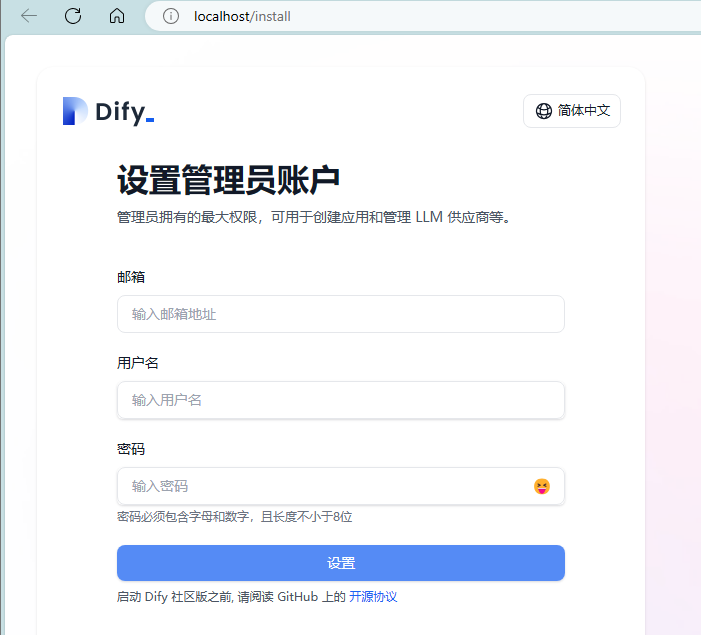 localhost/install
Dify_
简体中文
设置管理员账户
管理员拥有的最大权限，可用于创建应用和管理 LLM 供应商等。
邮箱
输入邮箱地址
用户名
输入用户名
密码
输入密码
密码必须包含字母和数字，且长度不小于8位
设置
启动 Dify 社区版之前, 请阅读 GitHub 上的 开源协议